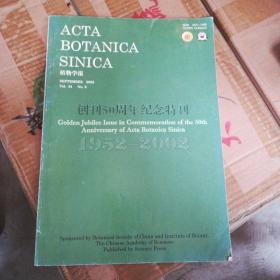 ACTA
BOTANICA
SINICA
植物学报
SEPTEMBER 2002
Vol. 44 No. 9
创刊50周年纪念特刊
Golden Jubilee Issue in Commemoration of the 50th
Anniversary of Acta Botanica Sinica
1952-2002
Sponsored by Botanical Society of China and Institute of Botany,
The Chinese Academy of Sciences
Published by Science Press